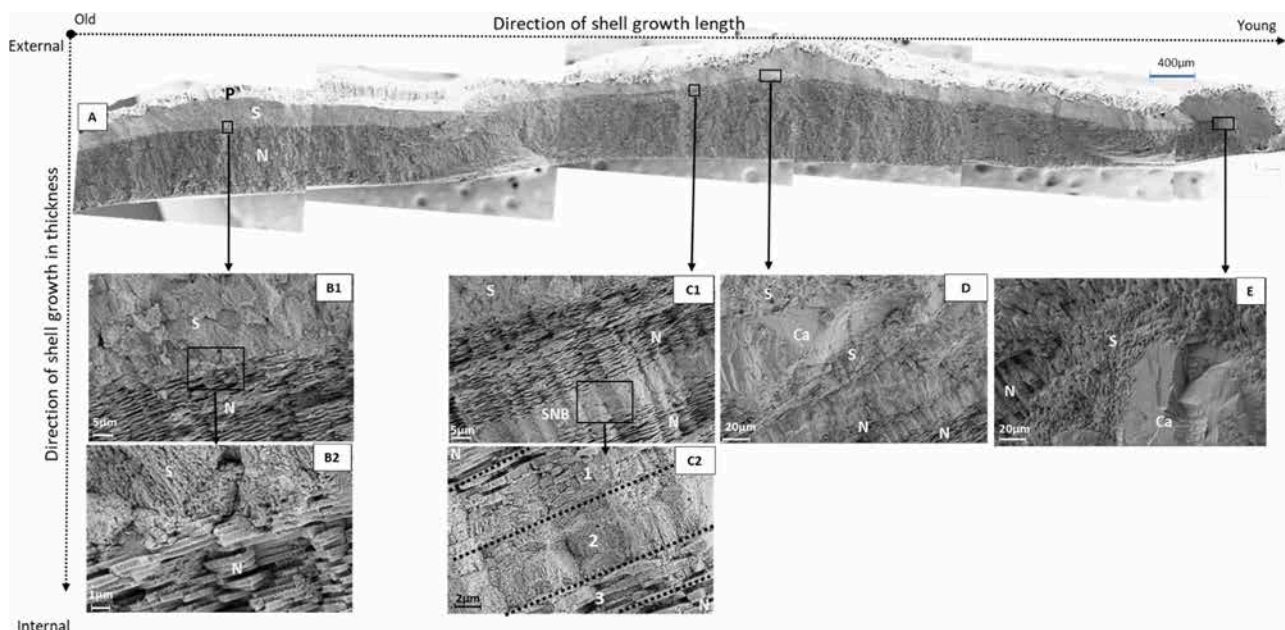 Old
Direction of shell growth length
Young
External
400µm
P
A
S
N
Direction of shell growth in thickness
B1
S
N
5µm
C1
S
N
SNB
N
5µm
D
S
Ca
S
N
N
20µm
E
S
N
Ca
20µm
B2
S
N
1µm
C2
N
1
2
3
N
2µm
Internal